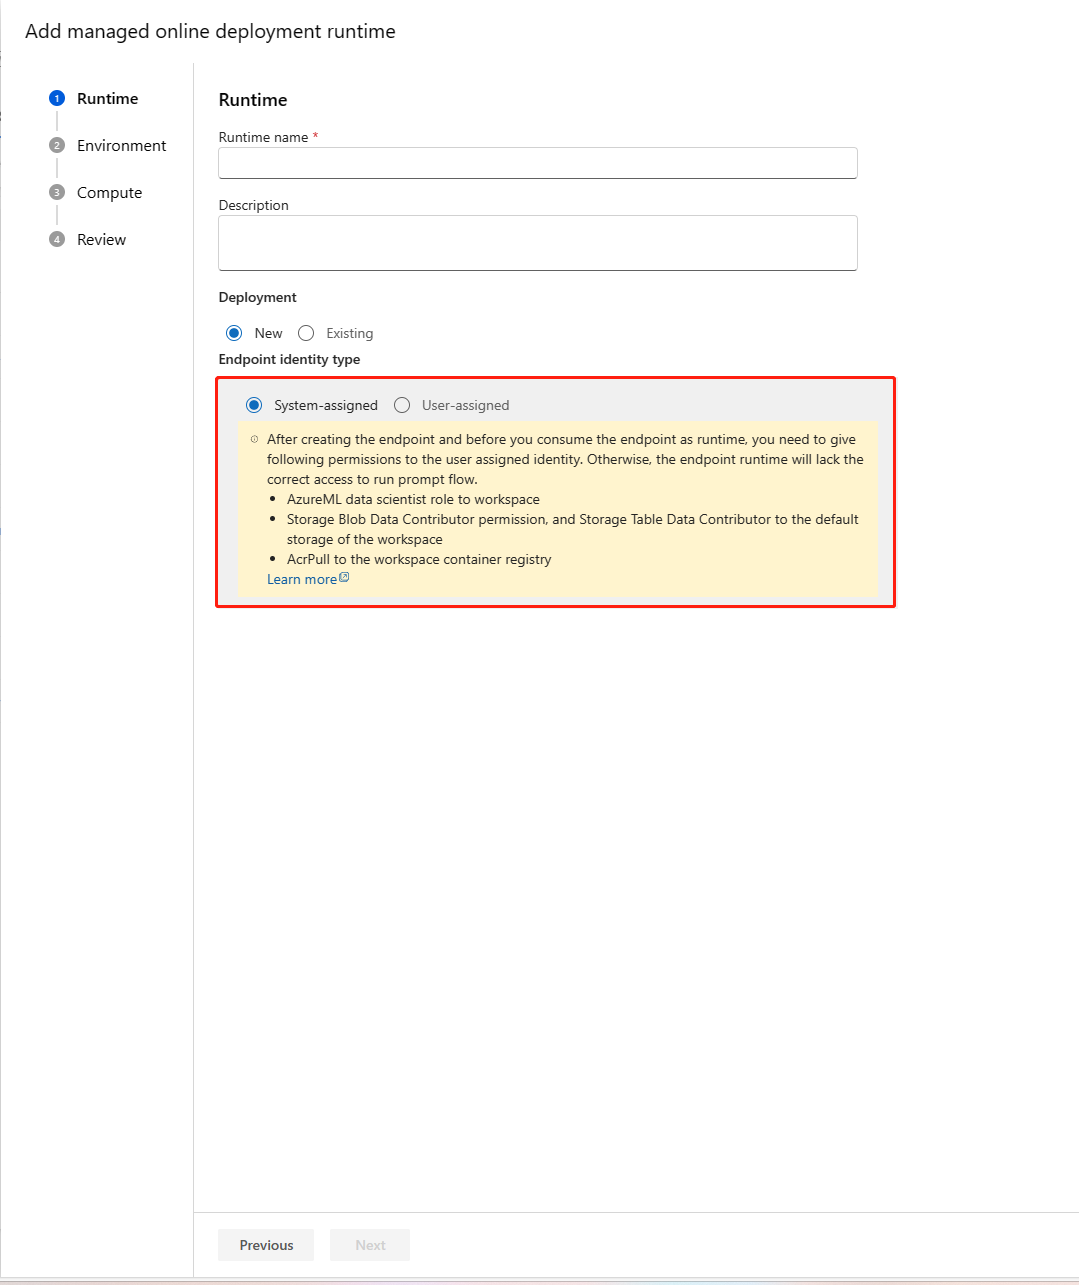 Add managed online deployment runtime
1 Runtime
2 Environment
3 Compute
4 Review
Runtime
Runtime name *
Description
Deployment
New Existing
Endpoint identity type
System-assigned User-assigned
After creating the endpoint and before you consume the endpoint as runtime, you need to give
following permissions to the user assigned identity. Otherwise, the endpoint runtime will lack the
correct access to run prompt flow.
• AzureML data scientist role to workspace
• Storage Blob Data Contributor permission, and Storage Table Data Contributor to the default
storage of the workspace
• AcrPull to the workspace container registry
Learn more
Previous Next